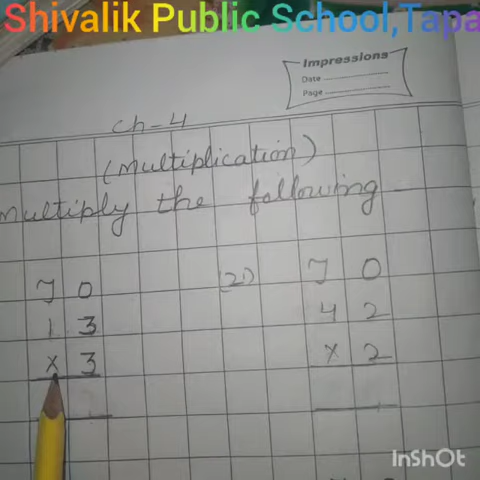 Shivalik Public School,Tapa
Impressions
Date
Page
Ch-4
(Multiplication)
Multiply the following-
T O (2) T O
1 3 4 2
× 3 × 2
InShOt